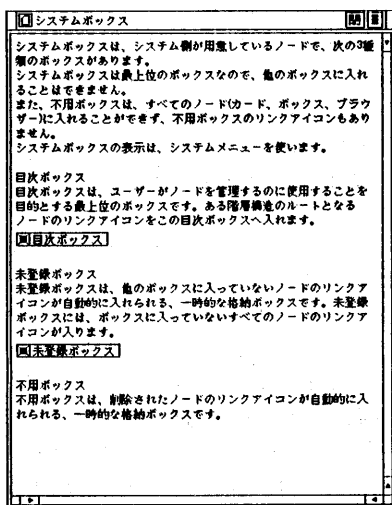 システムボックス
システムボックスは、システム側が用意しているノードで、次の3種
類のボックスがあります。
システムボックスは最上位のボックスなので、他のボックスに入れ
ることはできません。
また、不用ボックスは、すべてのノード(カード、ボックス、ブラウ
ザー)に入れることができず、不用ボックスのリンクアイコンもあり
ません。
システムボックスの表示は、システムメニューを使います。
目次ボックス
目次ボックスは、ユーザーがノードを管理するのに使用することを
目的とする最上位のボックスです。ある階層構造のルートとなる
ノードのリンクアイコンをこの目次ボックスへ入れます。
目次ボックス
未登録ボックス
未登録ボックスは、他のボックスに入っていないノードのリンクア
イコンが自動的に入れられる、一時的な格納ボックスです。未登録
ボックスには、ボックスに入っていないすべてのノードのリンクア
イコンが入ります。
未登録ボックス
不用ボックス
不用ボックスは、削除されたノードのリンクアイコンが自動的に入
れられる、一時的な格納ボックスです。